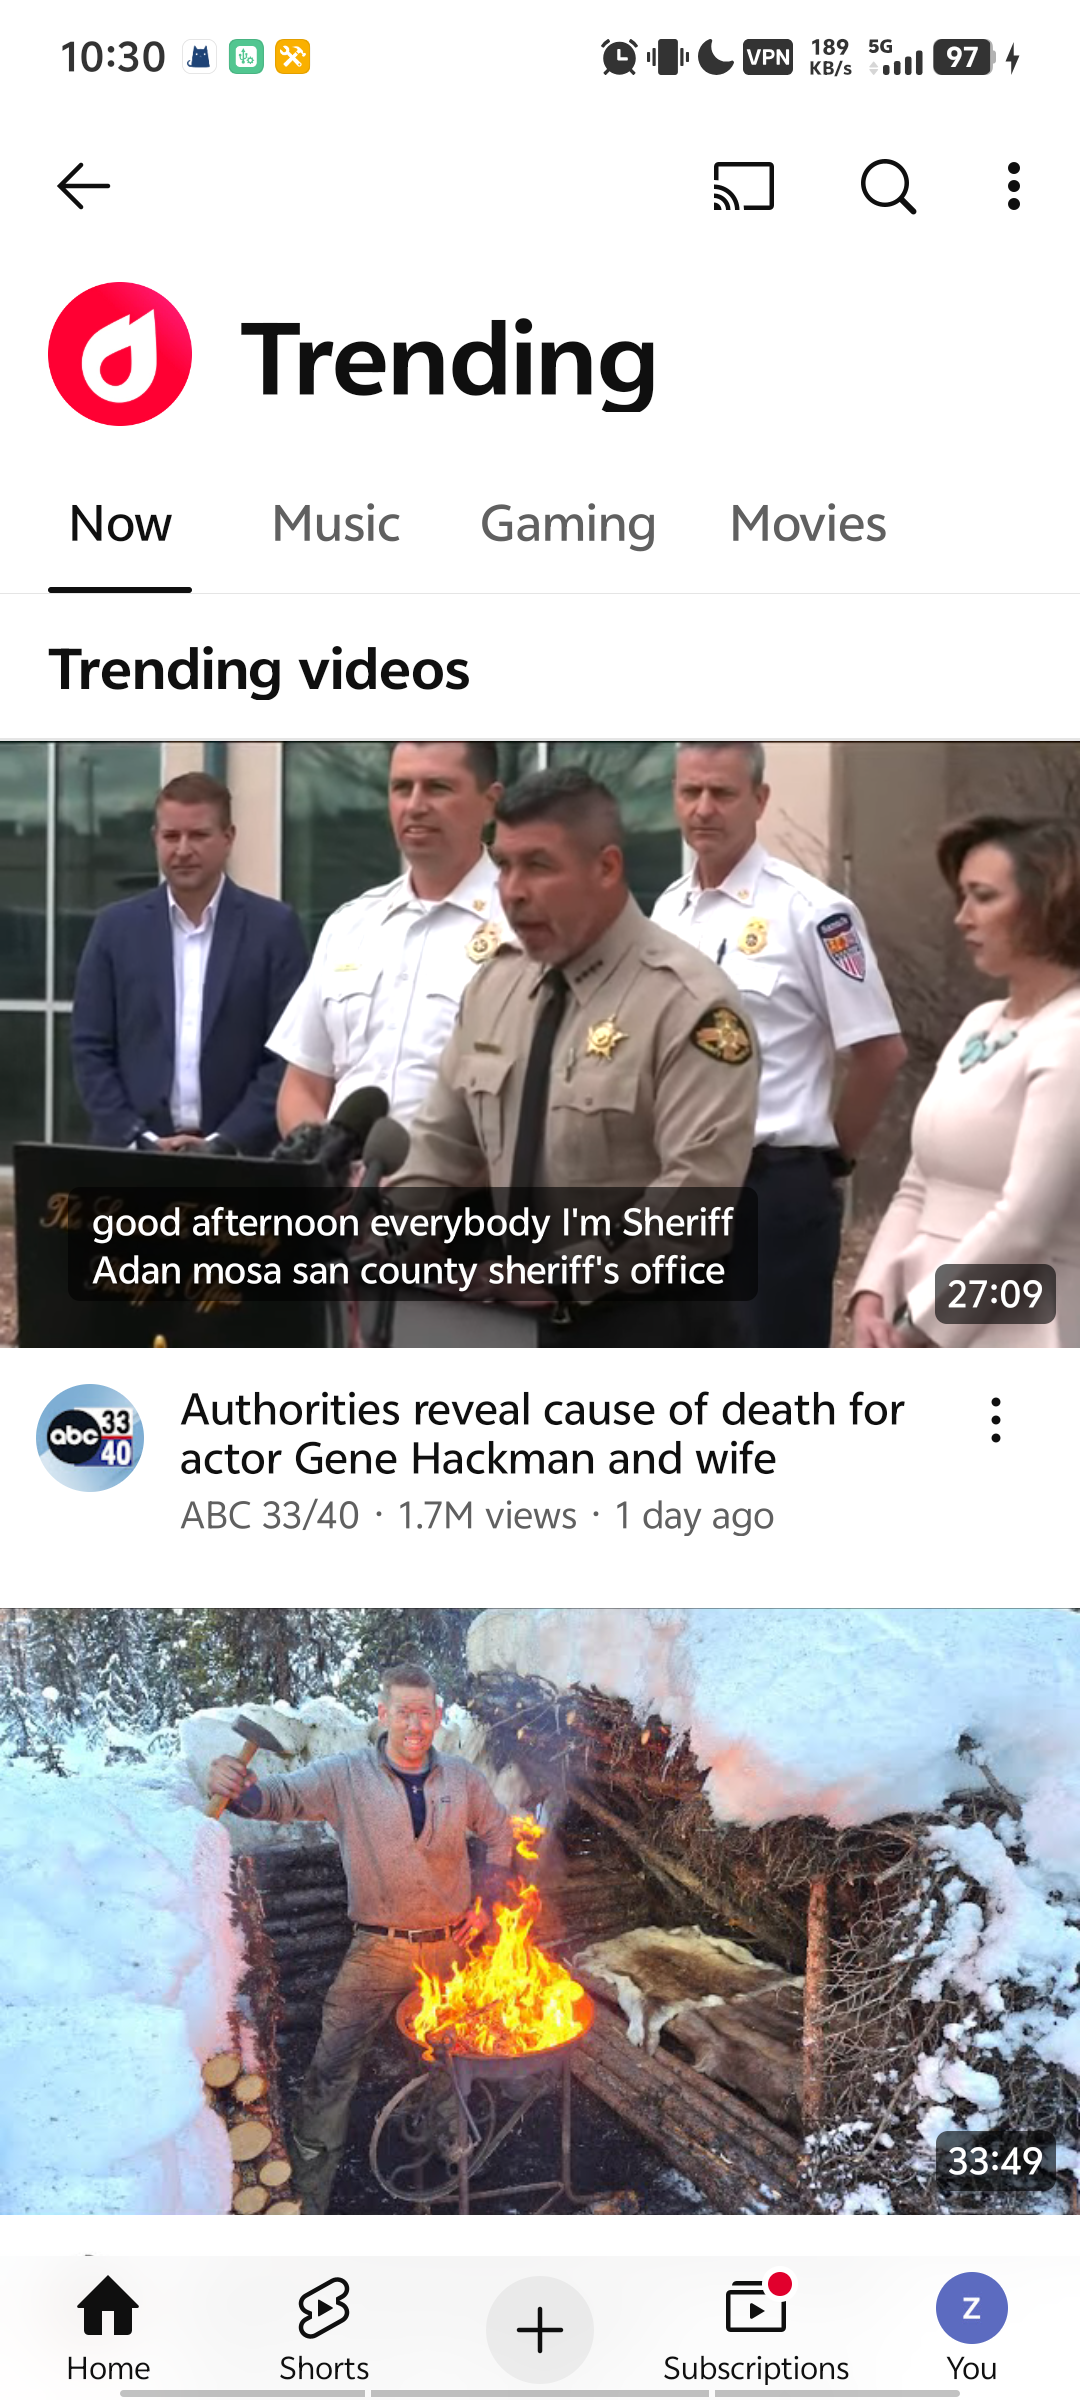 10:30
VPN
189
KB/s
5G
97
Trending
Now
Music
Gaming
Movies
Trending videos
good afternoon everybody I'm Sheriff
Adan mosa san county sheriff's office
27:09
abc 33
40
Authorities reveal cause of death for
actor Gene Hackman and wife
ABC 33/40 · 1.7M views · 1 day ago
33:49
Home
Shorts
Subscriptions
Z
You